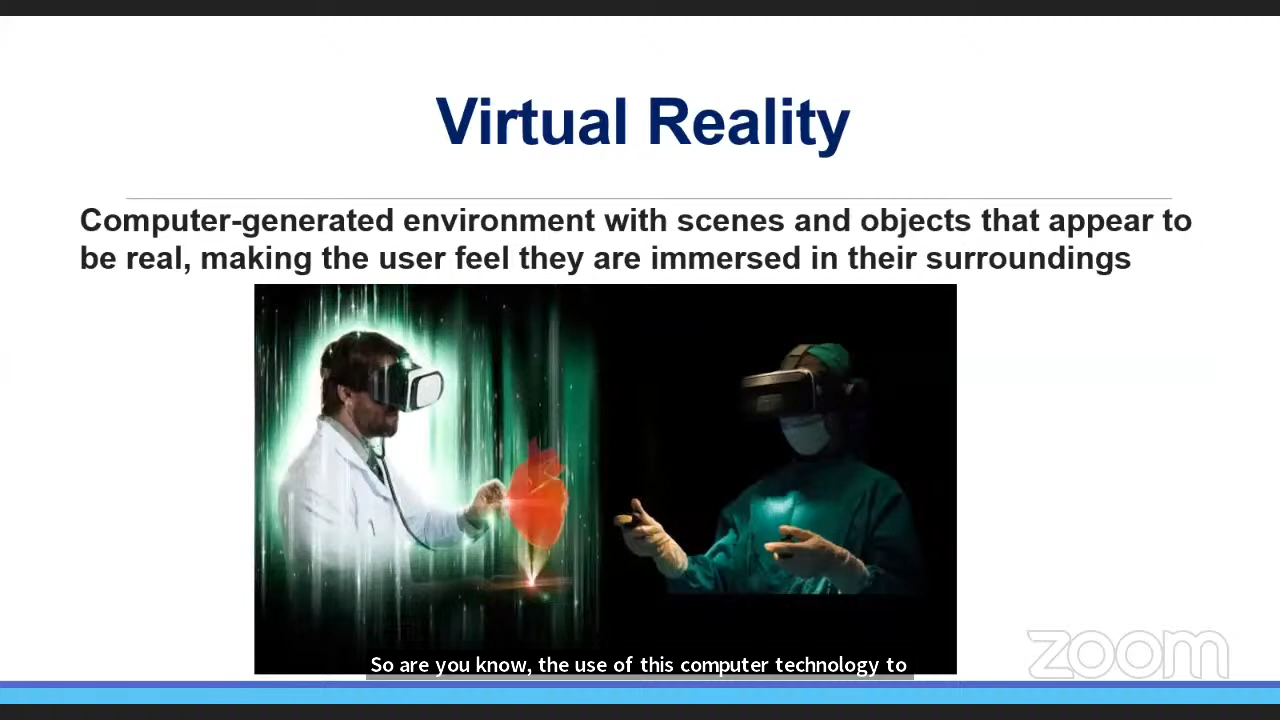 Virtual Reality
Computer-generated environment with scenes and objects that appear to
be real, making the user feel they are immersed in their surroundings
So are you know, the use of this computer technology to
zoom